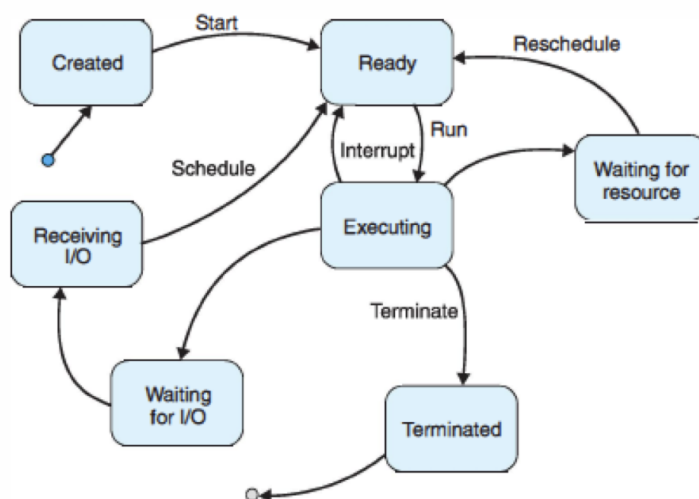 Start
Reschedule
Created
Ready
Run
Interrupt
Schedule
Waiting for
resource
Receiving
I/O
Executing
Terminate
Waiting
for I/O
Terminated